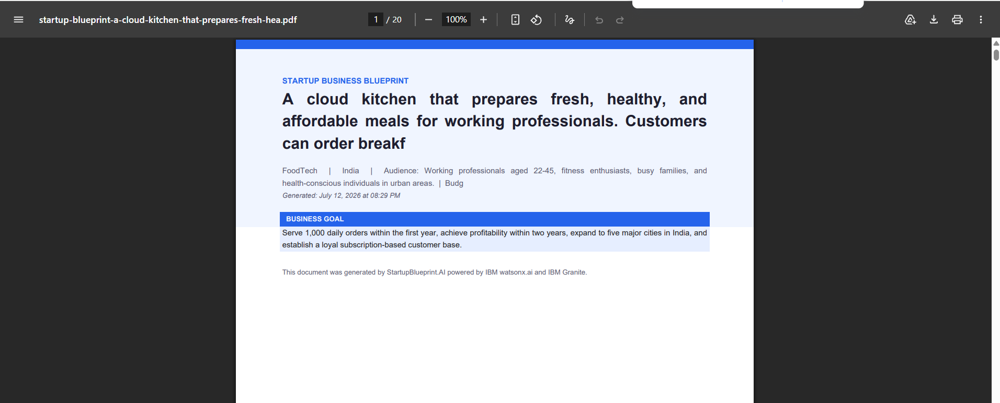 startup-blueprint-a-cloud-kitchen-that-prepares-fresh-hea.pdf
1 / 20
100%
STARTUP BUSINESS BLUEPRINT
A cloud kitchen that prepares fresh, healthy, and
affordable meals for working professionals. Customers
can order breakf
FoodTech | India | Audience: Working professionals aged 22-45, fitness enthusiasts, busy families, and
health-conscious individuals in urban areas. | Budg
Generated: July 12, 2026 at 08:29 PM
BUSINESS GOAL
Serve 1,000 daily orders within the first year, achieve profitability within two years, expand to five major cities in India, and
establish a loyal subscription-based customer base.
This document was generated by StartupBlueprint.AI powered by IBM watsonx.ai and IBM Granite.